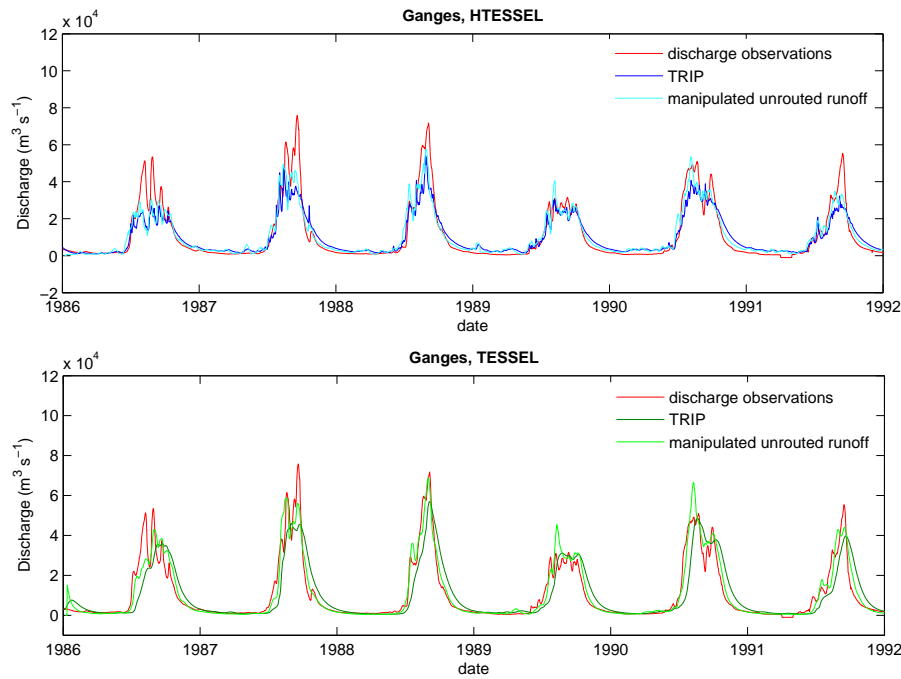 Ganges, HTESSEL
x 10^4
12
10
8
6
4
2
0
−2
Discharge (m^3 s^−1)
discharge observations
TRIP
manipulated unrouted runoff
1986 1987 1988 1989 1990 1991 1992
date
Ganges, TESSEL
x 10^4
12
10
8
6
4
2
0
Discharge (m^3 s^−1)
discharge observations
TRIP
manipulated unrouted runoff
1986 1987 1988 1989 1990 1991 1992
date